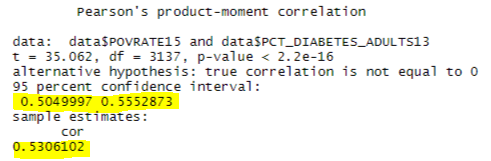 Pearson's product-moment correlation
data: data$POVRATE15 and data$PCT_DIABETES_ADULTS13
t = 35.062, df = 3137, p-value < 2.2e-16
alternative hypothesis: true correlation is not equal to 0
95 percent confidence interval:
0.5049997 0.5552873
sample estimates:
cor
0.5306102